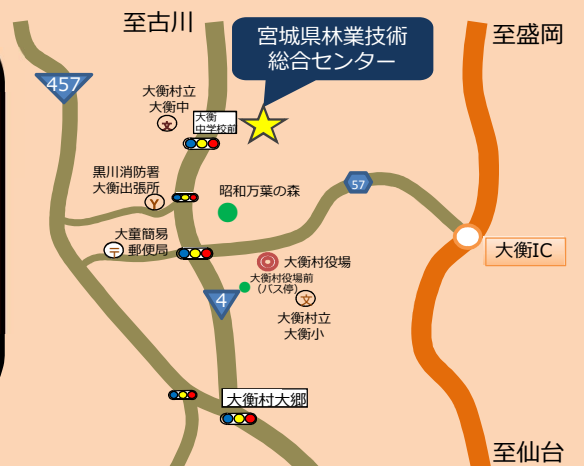 至古川
宮城県林業技術
総合センター
至盛岡
457
大衡村立
大衡中
大衡
中学校前
黒川消防署
大衡出張所
昭和万葉の森
57
大童簡易
郵便局
大衡村役場
大衡IC
大衡村役場前
（バス停）
4
大衡村立
大衡小
大衡村大郷
至仙台